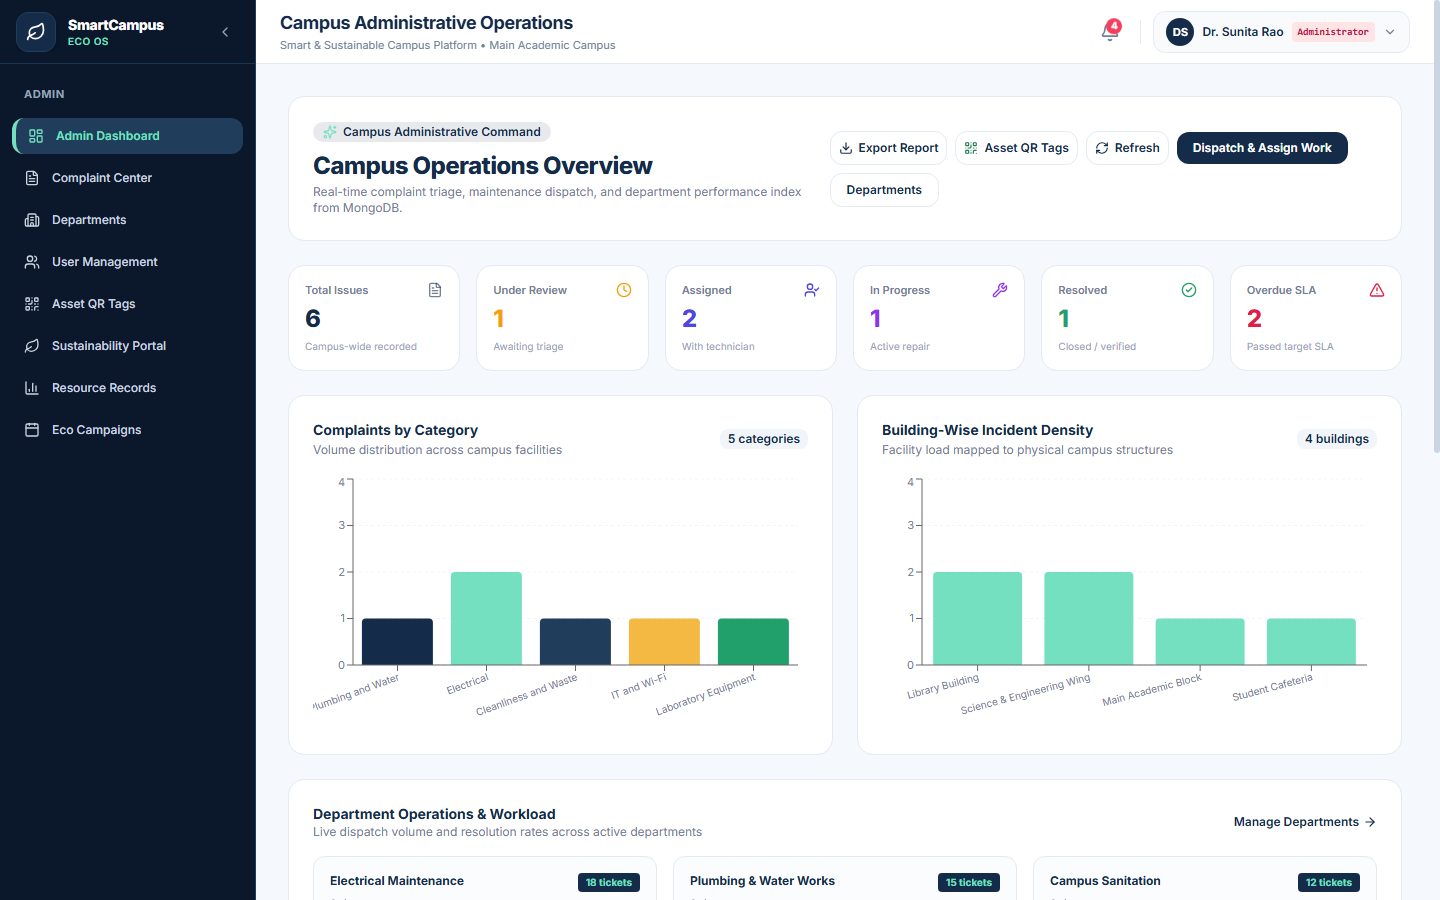 SmartCampus
ECO OS
ADMIN
Admin Dashboard
Complaint Center
Departments
User Management
Asset QR Tags
Sustainability Portal
Resource Records
Eco Campaigns
Campus Administrative Operations
Smart & Sustainable Campus Platform • Main Academic Campus
4
DS Dr. Sunita Rao Administrator
Campus Administrative Command
Campus Operations Overview
Real-time complaint triage, maintenance dispatch, and department performance index
from MongoDB.
Export Report Asset QR Tags Refresh Dispatch & Assign Work
Departments
Total Issues
6
Campus-wide recorded
Under Review
1
Awaiting triage
Assigned
2
With technician
In Progress
1
Active repair
Resolved
1
Closed / verified
Overdue SLA
2
Passed target SLA
Complaints by Category
Volume distribution across campus facilities
5 categories
4
3
2
1
0
lumbing and Water
Electrical
Cleanliness and Waste
IT and Wi-Fi
Laboratory Equipment
Building-Wise Incident Density
Facility load mapped to physical campus structures
4 buildings
4
3
2
1
0
Library Building
Science & Engineering Wing
Main Academic Block
Student Cafeteria
Department Operations & Workload
Live dispatch volume and resolution rates across active departments
Manage Departments
Electrical Maintenance 18 tickets
Plumbing & Water Works 15 tickets
Campus Sanitation 12 tickets